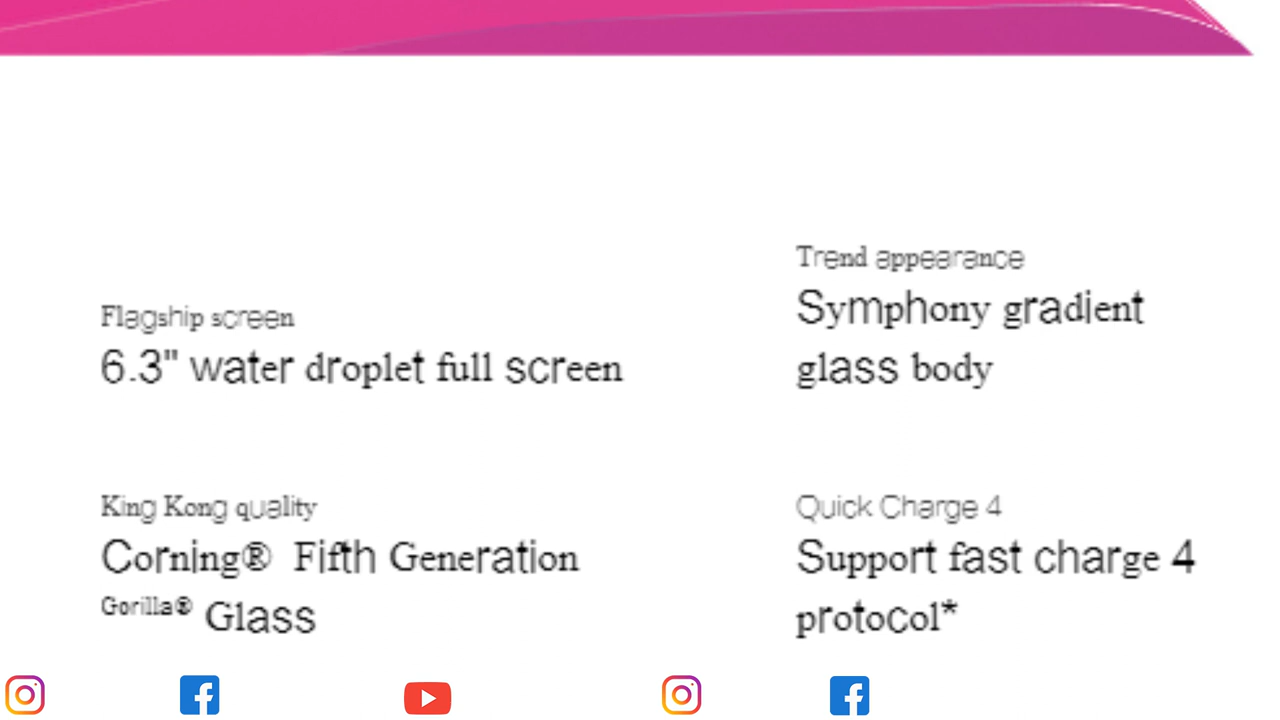 Flagship screen
6.3" water droplet full screen
Trend appearance
Symphony gradient
glass body
King Kong quality
Corning® Fifth Generation
Gorilla® Glass
Quick Charge 4
Support fast charge 4
protocol*